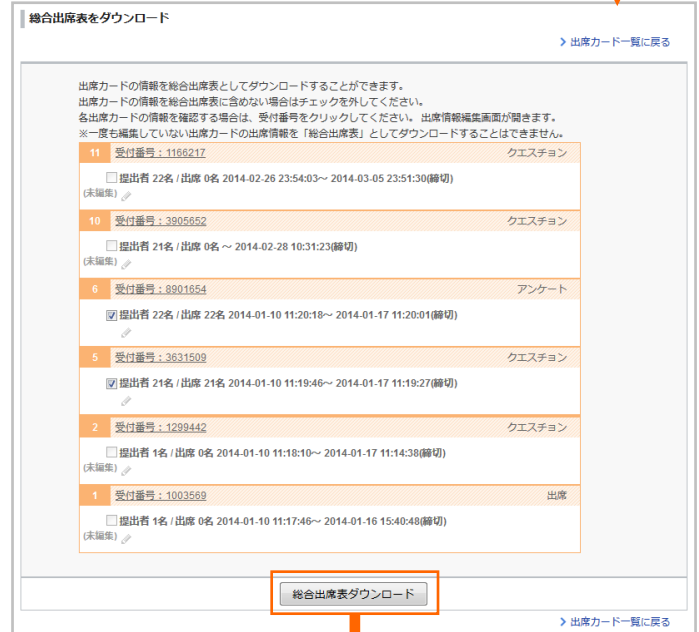 総合出席表をダウンロード
> 出席カード一覧に戻る
出席カードの情報を総合出席表としてダウンロードすることができます。
出席カードの情報を総合出席表に含めない場合はチェックを外してください。
各出席カードの情報を確認する場合は、受付番号をクリックしてください。 出席情報編集画面が開きます。
※一度も編集していない出席カードの出席情報を「総合出席表」としてダウンロードすることはできません。
11 受付番号：1166217 クエスチョン
提出者 22名 / 出席 0名 2014-02-26 23:54:03～ 2014-03-05 23:51:30(締切)
(未編集)
10 受付番号：3905652 クエスチョン
提出者 21名 / 出席 0名 ～ 2014-02-28 10:31:23(締切)
(未編集)
6 受付番号：8901654 アンケート
提出者 22名 / 出席 22名 2014-01-10 11:20:18～ 2014-01-17 11:20:01(締切)
5 受付番号：3631509 クエスチョン
提出者 21名 / 出席 21名 2014-01-10 11:19:46～ 2014-01-17 11:19:27(締切)
2 受付番号：1299442 クエスチョン
提出者 1名 / 出席 0名 2014-01-10 11:18:10～ 2014-01-17 11:14:38(締切)
(未編集)
1 受付番号：1003569 出席
提出者 1名 / 出席 0名 2014-01-10 11:17:46～ 2014-01-16 15:40:48(締切)
(未編集)
総合出席表ダウンロード
> 出席カード一覧に戻る